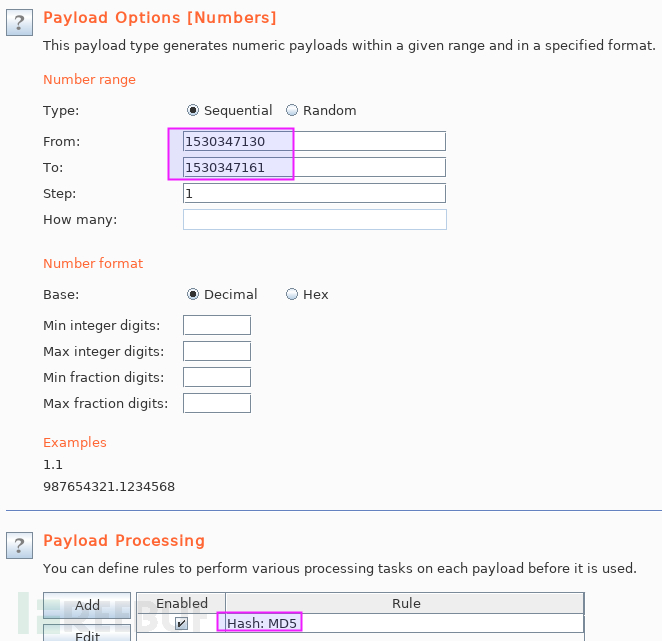 ?
Payload Options [Numbers]
This payload type generates numeric payloads within a given range and in a specified format.
Number range
Type: Sequential Random
From: 1530347130
To: 1530347161
Step: 1
How many:
Number format
Base: Decimal Hex
Min integer digits:
Max integer digits:
Min fraction digits:
Max fraction digits:
Examples
1.1
987654321.1234568
?
Payload Processing
You can define rules to perform various processing tasks on each payload before it is used.
Add Enabled Rule
REEBUF Hash: MD5
Edit